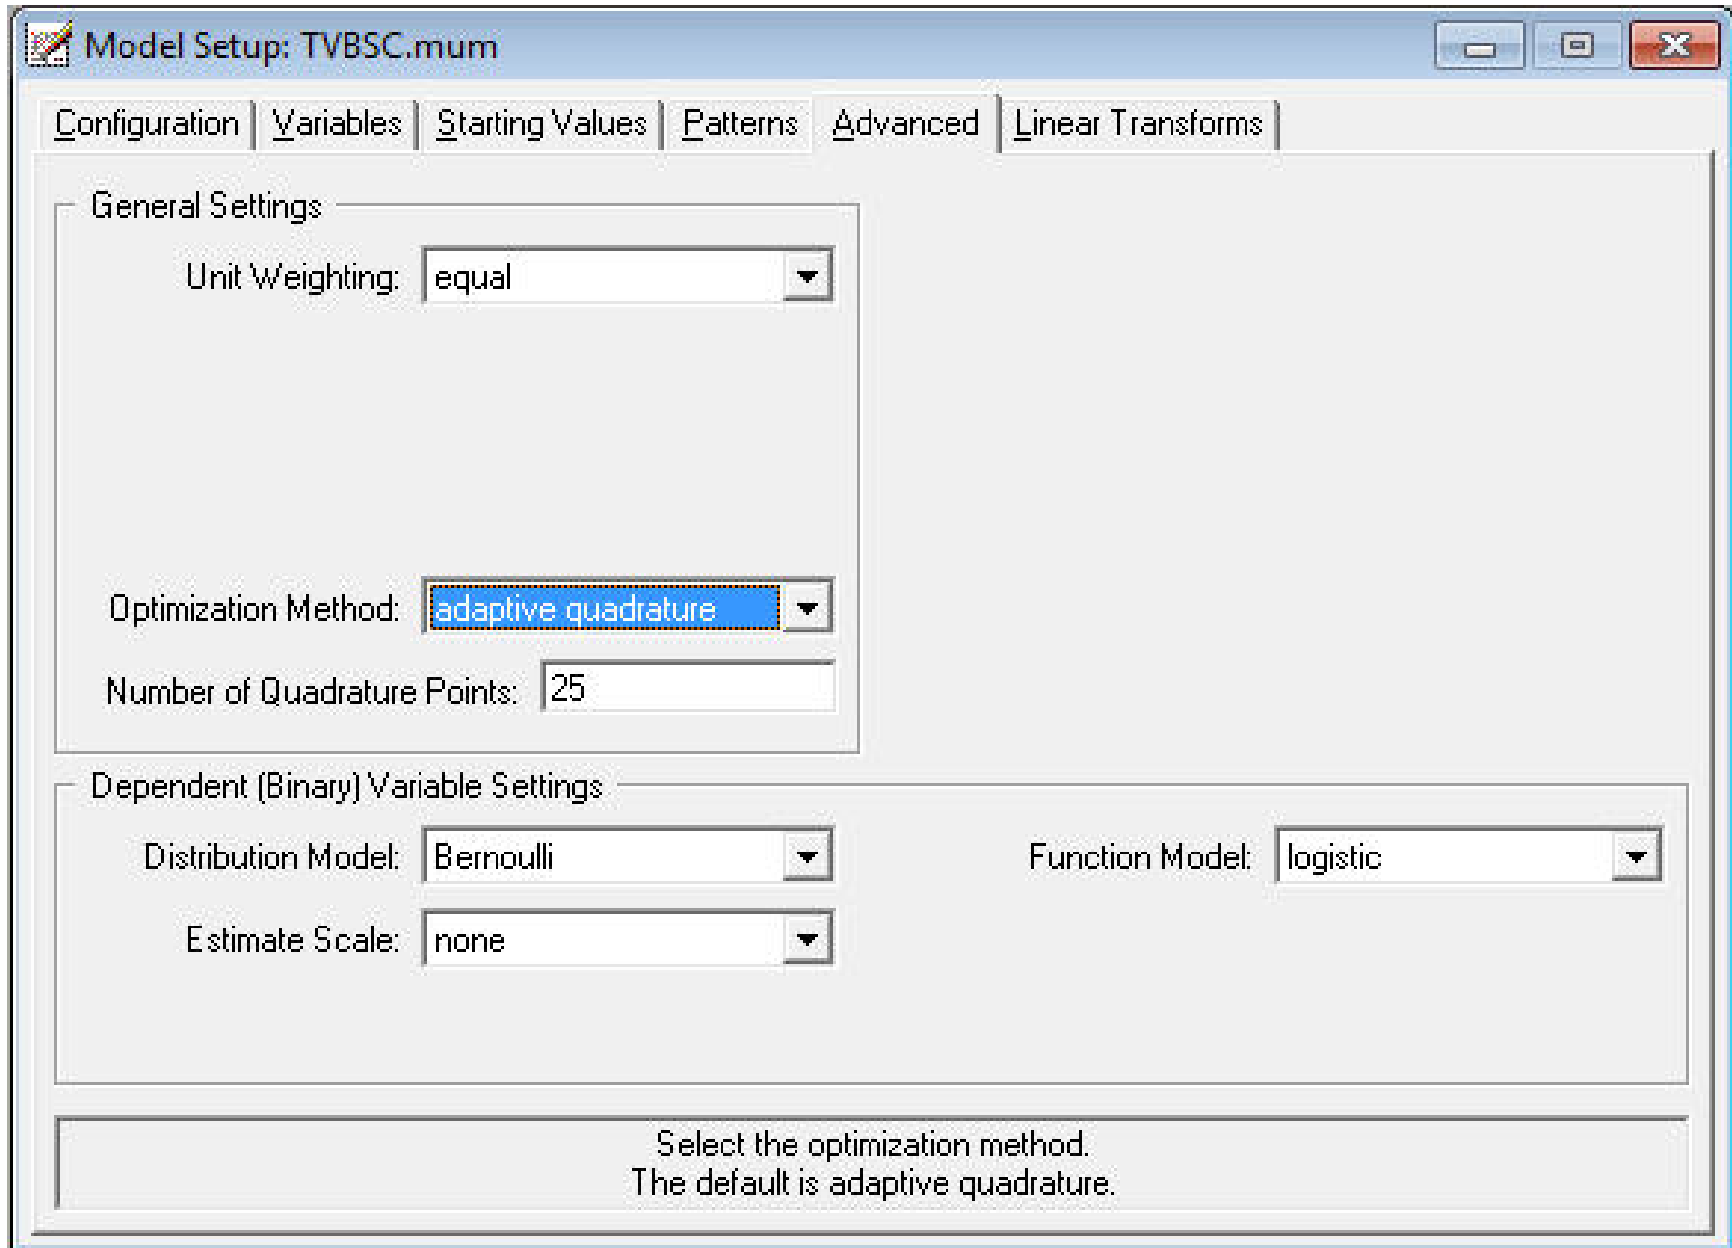 Model Setup: TVBSC.mum
Configuration Variables Starting Values Patterns Advanced Linear Transforms
General Settings
Unit Weighting: equal
Optimization Method: adaptive quadrature
Number of Quadrature Points: 25
Dependent (Binary) Variable Settings
Distribution Model: Bernoulli Function Model: logistic
Estimate Scale: none
Select the optimization method.
The default is adaptive quadrature.